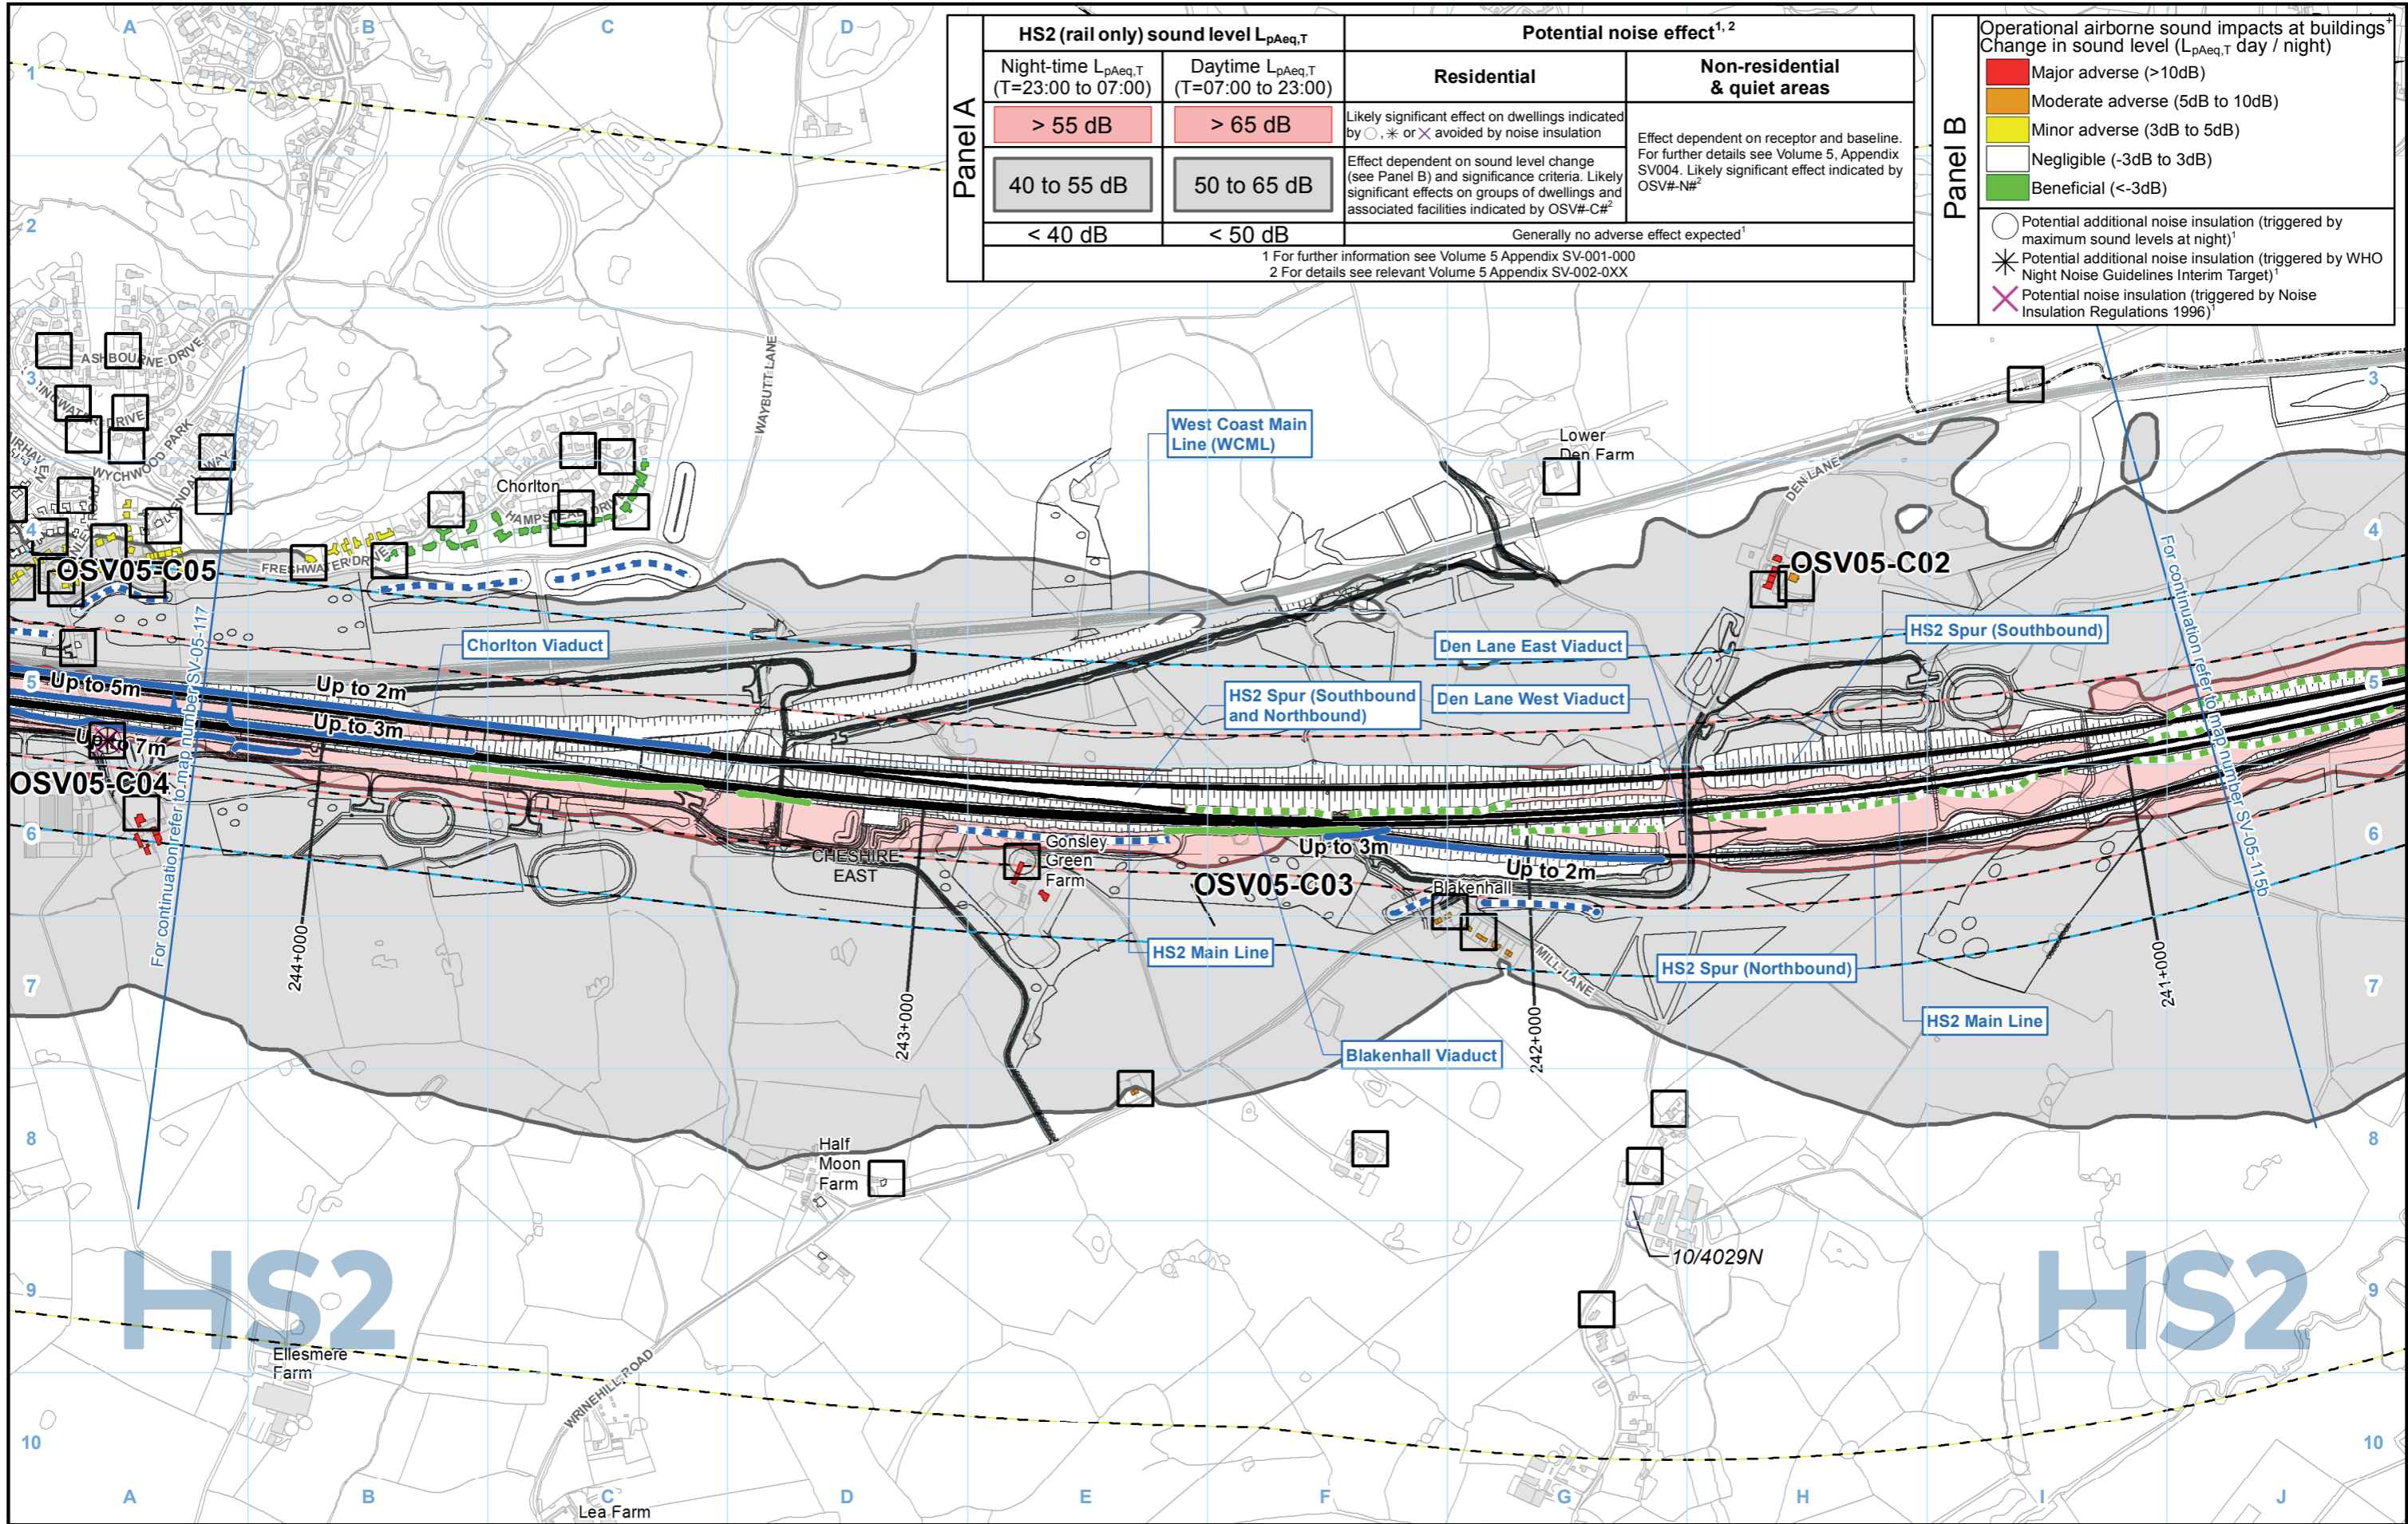 A B C D
Panel A
HS2 (rail only) sound level LpAeq,T
Potential noise effect1, 2
Night-time LpAeq,T
(T=23:00 to 07:00)
Daytime LpAeq,T
(T=07:00 to 23:00)
Residential
Non-residential
& quiet areas
> 55 dB
> 65 dB
Likely significant effect on dwellings indicated
by ○, ✳ or ✕ avoided by noise insulation
Effect dependent on receptor and baseline.
For further details see Volume 5, Appendix
SV004. Likely significant effect indicated by
OSV#-N#2
40 to 55 dB
50 to 65 dB
Effect dependent on sound level change
(see Panel B) and significance criteria. Likely
significant effects on groups of dwellings and
associated facilities indicated by OSV#-C#2
< 40 dB
< 50 dB
Generally no adverse effect expected1
1 For further information see Volume 5 Appendix SV-001-000
2 For details see relevant Volume 5 Appendix SV-002-0XX
Panel B
Operational airborne sound impacts at buildings+
Change in sound level (LpAeq,T day / night)
Major adverse (>10dB)
Moderate adverse (5dB to 10dB)
Minor adverse (3dB to 5dB)
Negligible (-3dB to 3dB)
Beneficial (<-3dB)
Potential additional noise insulation (triggered by
maximum sound levels at night)1
Potential additional noise insulation (triggered by WHO
Night Noise Guidelines Interim Target)1
Potential noise insulation (triggered by Noise
Insulation Regulations 1996)1
1
2
3
3
ASHBOURNE DRIVE
DRIVE
WYCHWOOD PARK
WAYBUTT LANE
West Coast Main
Line (WCML)
Lower
Den Farm
DEN LANE
Chorlton
HAMPSTEAD DRIVE
FRESHWATER DRIVE
4
4
OSV05-C05
OSV05-C02
For continuation refer to map number SV-05-117
For continuation refer to map number SV-05-115b
Chorlton Viaduct
Den Lane East Viaduct
HS2 Spur (Southbound)
HS2 Spur (Southbound
and Northbound)
Den Lane West Viaduct
5
5
Up to 5m
Up to 2m
Up to 3m
Up to 7m
OSV05-C04
6
6
CHESHIRE
EAST
Gonsley
Green
Farm
Up to 3m
Up to 2m
OSV05-C03
Blakenhall
MILL LANE
HS2 Main Line
HS2 Spur (Northbound)
HS2 Main Line
Blakenhall Viaduct
244+000
243+000
242+000
241+000
7
7
8
8
Half
Moon
Farm
10/4029N
HS2
HS2
9
9
Ellesmere
Farm
WRINEHILL ROAD
10
10
A B C D E F G H I J
Lea Farm